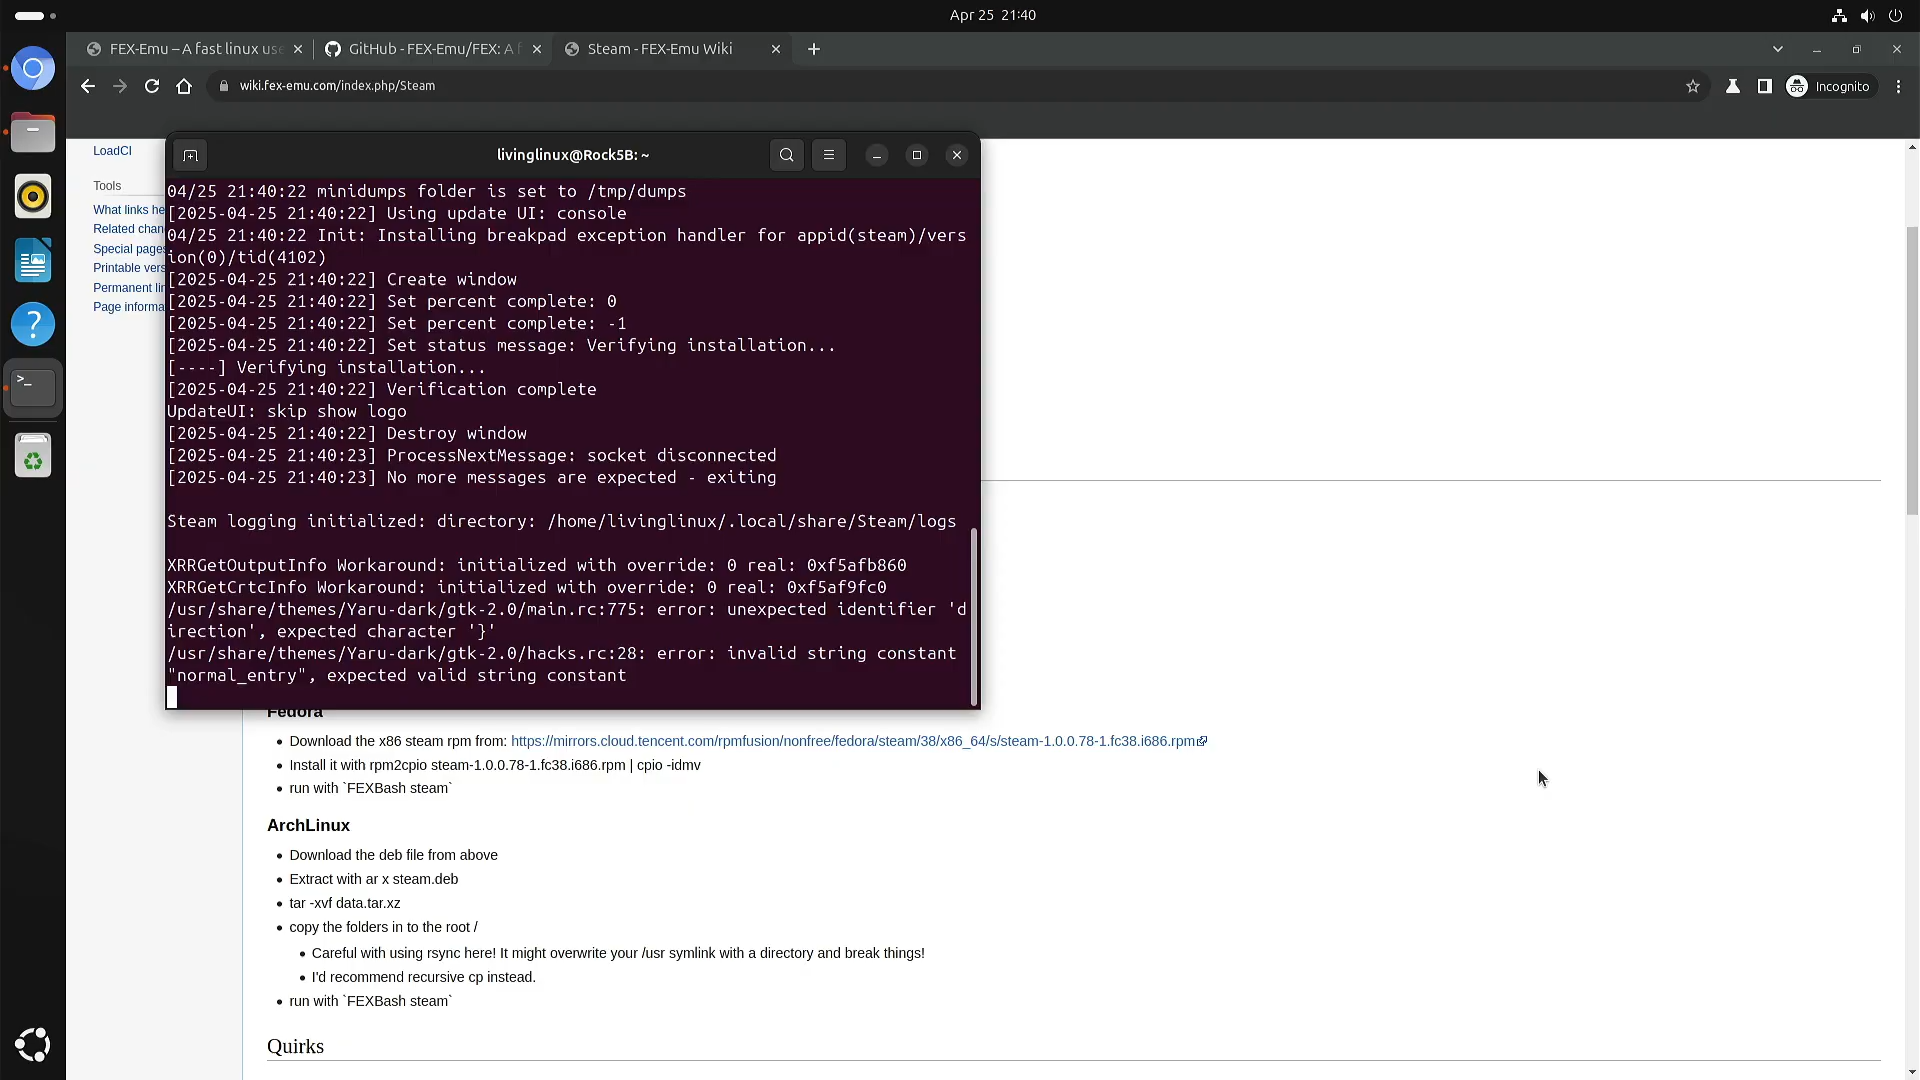 Apr 25 21:40
FEX-Emu – A fast linux use
GitHub - FEX-Emu/FEX: A f
Steam - FEX-Emu Wiki
wiki.fex-emu.com/index.php/Steam
Incognito
LoadCI
Tools
What links he
Related chan
Special pages
Printable vers
Permanent lin
Page informa
livinglinux@Rock5B: ~
04/25 21:40:22 minidumps folder is set to /tmp/dumps
[2025-04-25 21:40:22] Using update UI: console
04/25 21:40:22 Init: Installing breakpad exception handler for appid(steam)/vers
ion(0)/tid(4102)
[2025-04-25 21:40:22] Create window
[2025-04-25 21:40:22] Set percent complete: 0
[2025-04-25 21:40:22] Set percent complete: -1
[2025-04-25 21:40:22] Set status message: Verifying installation...
[----] Verifying installation...
[2025-04-25 21:40:22] Verification complete
UpdateUI: skip show logo
[2025-04-25 21:40:22] Destroy window
[2025-04-25 21:40:23] ProcessNextMessage: socket disconnected
[2025-04-25 21:40:23] No more messages are expected - exiting
Steam logging initialized: directory: /home/livinglinux/.local/share/Steam/logs
XRRGetOutputInfo Workaround: initialized with override: 0 real: 0xf5afb860
XRRGetCrtcInfo Workaround: initialized with override: 0 real: 0xf5af9fc0
/usr/share/themes/Yaru-dark/gtk-2.0/main.rc:775: error: unexpected identifier 'd
irection', expected character '}'
/usr/share/themes/Yaru-dark/gtk-2.0/hacks.rc:28: error: invalid string constant
"normal_entry", expected valid string constant
Fedora
• Download the x86 steam rpm from: https://mirrors.cloud.tencent.com/rpmfusion/nonfree/fedora/steam/38/x86_64/s/steam-1.0.0.78-1.fc38.i686.rpm
• Install it with rpm2cpio steam-1.0.0.78-1.fc38.i686.rpm | cpio -idmv
• run with `FEXBash steam`
ArchLinux
• Download the deb file from above
• Extract with ar x steam.deb
• tar -xvf data.tar.xz
• copy the folders in to the root /
• Careful with using rsync here! It might overwrite your /usr symlink with a directory and break things!
• I'd recommend recursive cp instead.
• run with `FEXBash steam`
Quirks